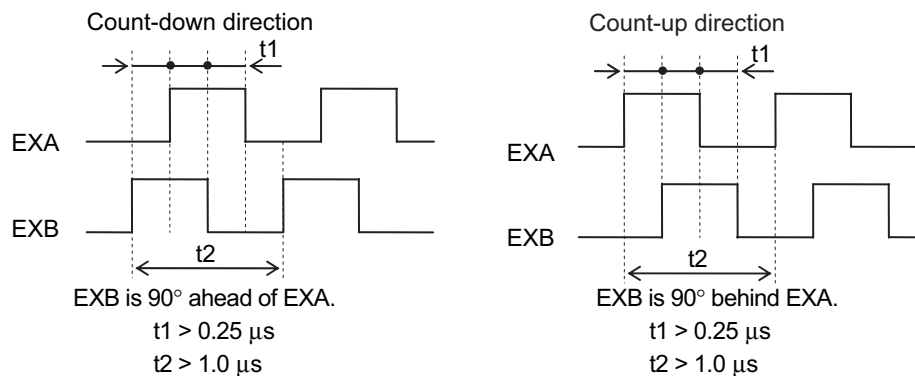 Count-down direction
t1
EXA
EXB
t2
EXB is 90° ahead of EXA.
t1 > 0.25 μs
t2 > 1.0 μs
Count-up direction
t1
EXA
EXB
t2
EXB is 90° behind EXA.
t1 > 0.25 μs
t2 > 1.0 μs